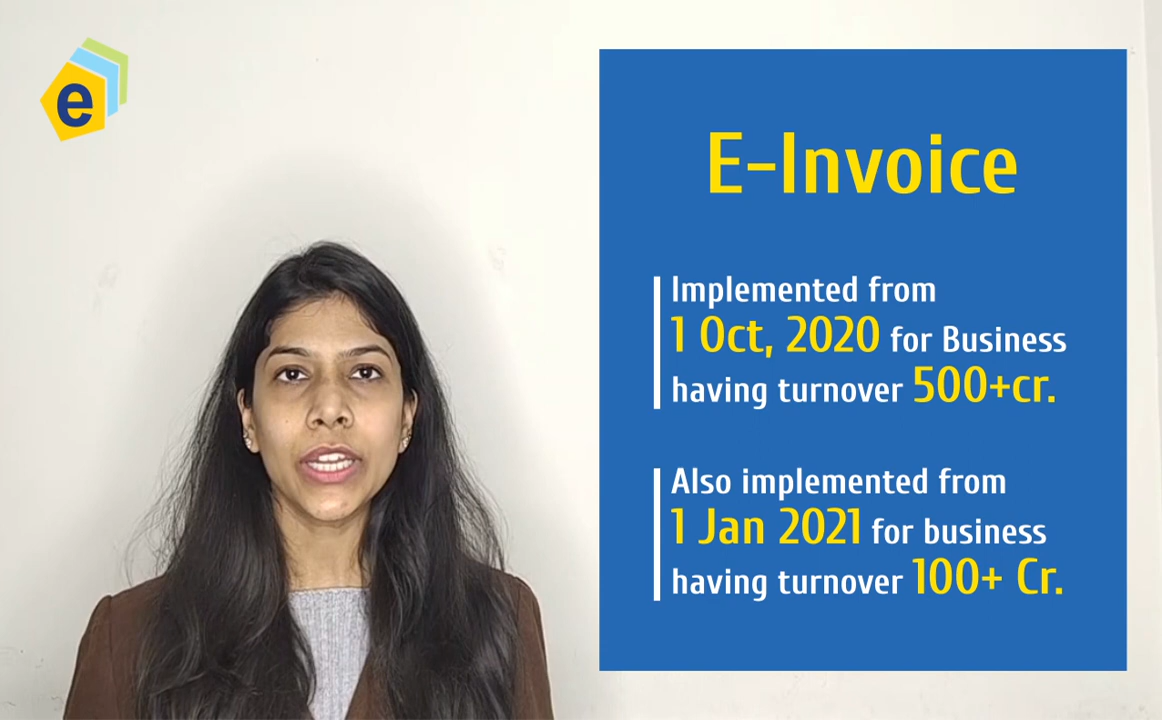 e
E-Invoice
Implemented from
1 Oct, 2020 for Business
having turnover 500+cr.
Also implemented from
1 Jan 2021 for business
having turnover 100+ Cr.